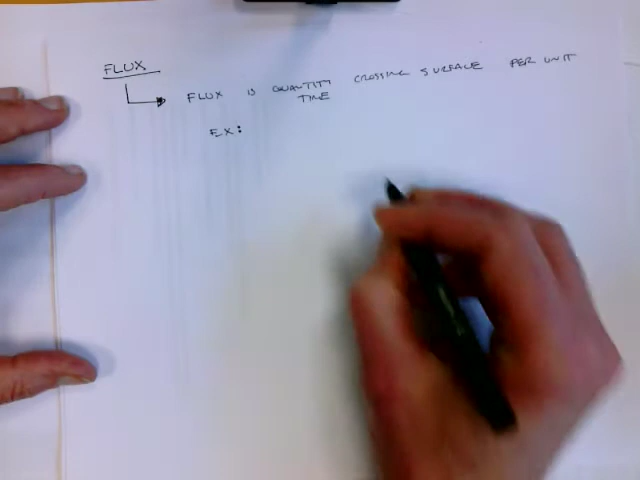 FLUX
FLUX IS QUANTITY CROSSING SURFACE PER UNIT
TIME
EX: